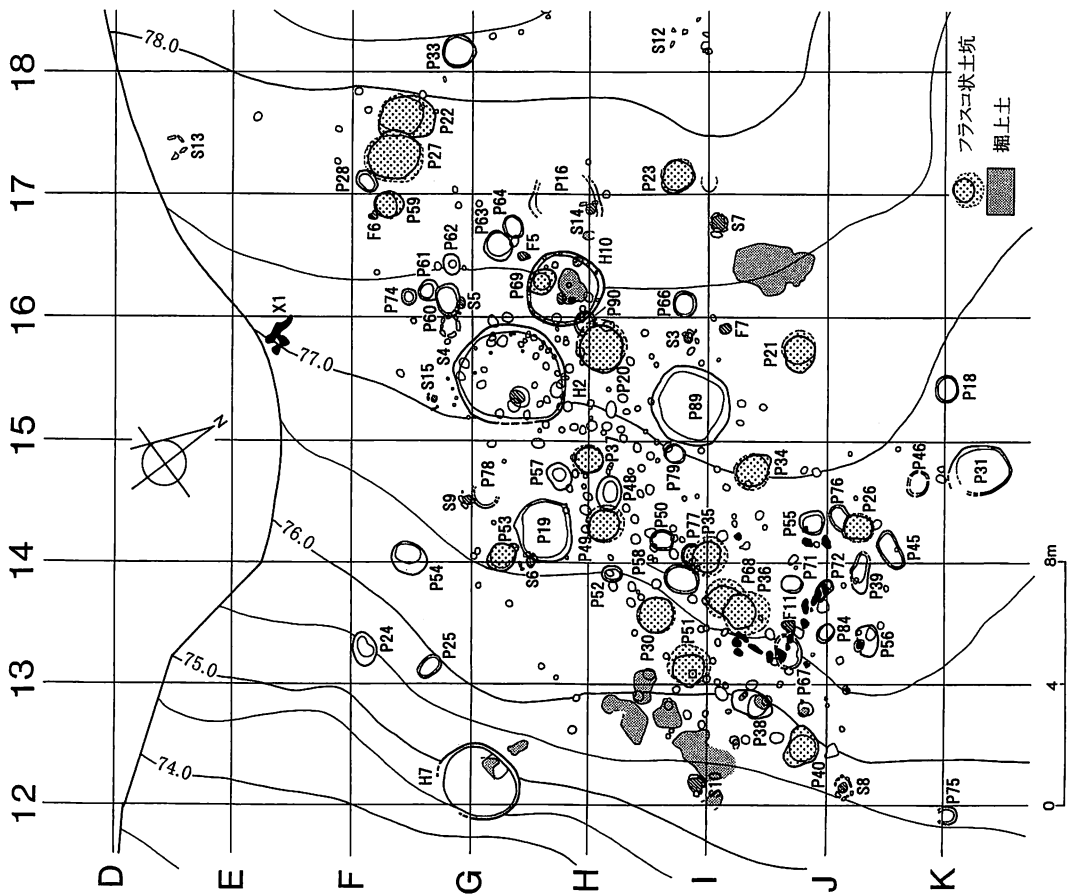 18
17
16
15
14
13
12
D
E
F
G
H
I
J
K
78.0
77.0
76.0
75.0
74.0
N
フラスコ状土坑
掘上土
0
4
8m
S13
X1
P33
S12
P22
P27
P28
P59
F6
P16
P23
P64
P63
F5
S14
S7
P62
P61
P74
P60
S5
S4
S15
P69
H10
P90
P66
S3
F7
P21
H2
P20
P89
P18
P78
S9
P57
P37
P48
P79
P34
P46
P31
P53
P19
P49
S6
P50
P58
P77
P35
P55
P76
P26
P45
P54
P52
P68
P36
P71
P72
P39
P24
P25
P30
P51
F11
P84
P56
H7
P38
P67
P40
S10
S8
P75